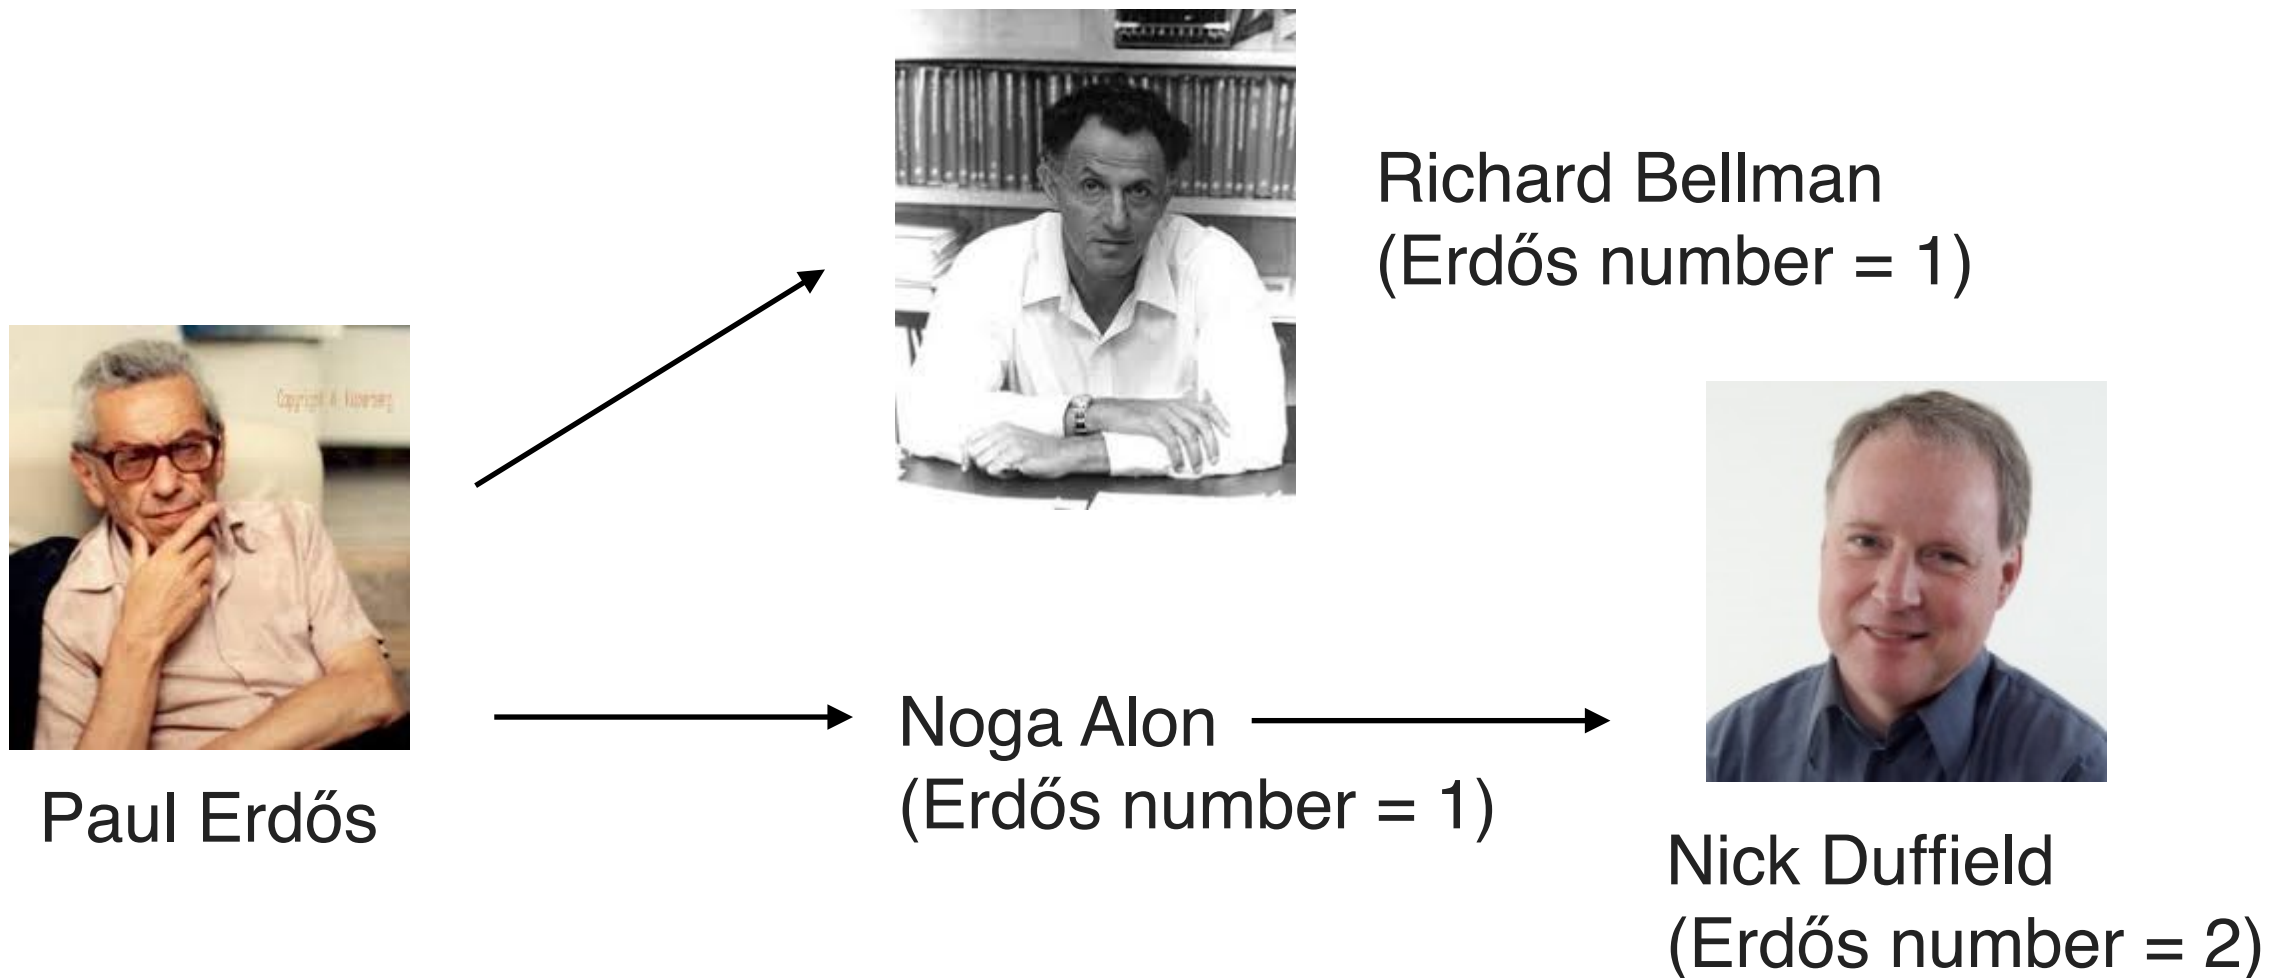 Richard Bellman
(Erdős number = 1)
Paul Erdős
Noga Alon
(Erdős number = 1)
Nick Duffield
(Erdős number = 2)